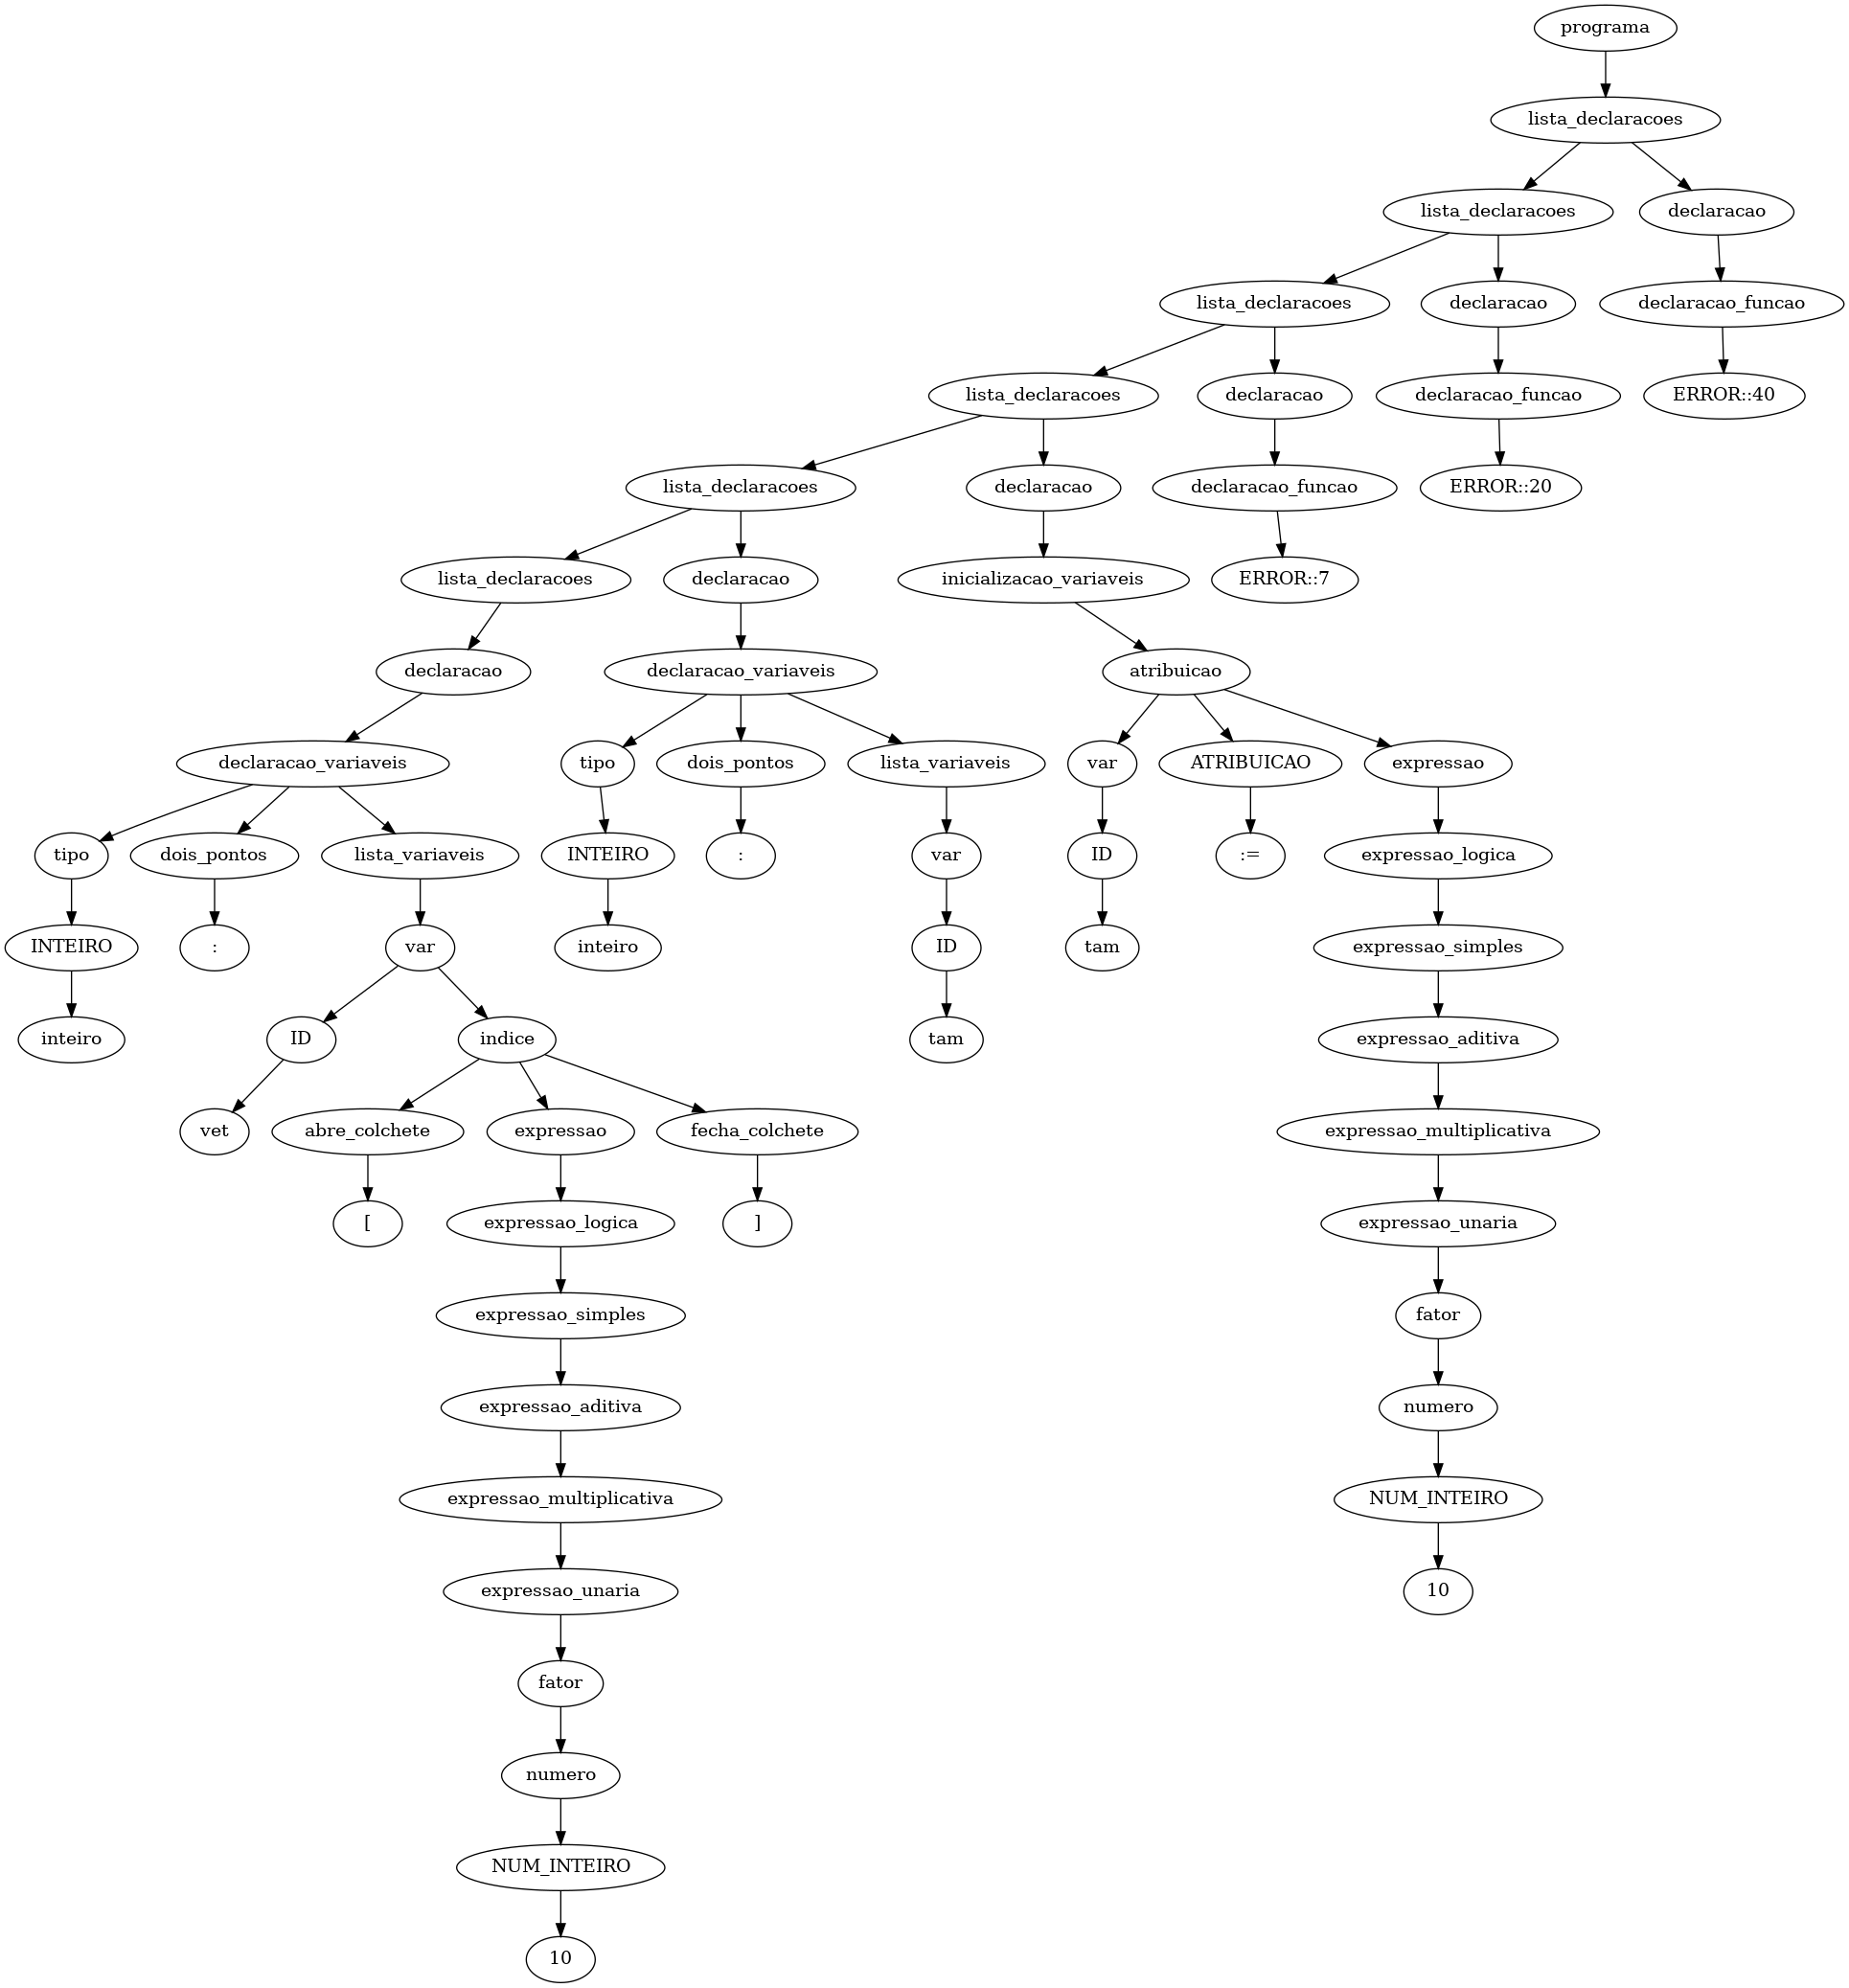 programa
lista_declaracoes
lista_declaracoes declaracao
lista_declaracoes declaracao declaracao_funcao
lista_declaracoes declaracao declaracao_funcao ERROR::40
lista_declaracoes declaracao declaracao_funcao ERROR::20
lista_declaracoes declaracao inicializacao_variaveis ERROR::7
declaracao declaracao_variaveis atribuicao
declaracao_variaveis tipo dois_pontos lista_variaveis var ATRIBUICAO expressao
tipo dois_pontos lista_variaveis INTEIRO : var ID := expressao_logica
INTEIRO : var inteiro ID tam expressao_simples
inteiro ID indice tam expressao_aditiva
vet abre_colchete expressao fecha_colchete expressao_multiplicativa
[ expressao_logica ] expressao_unaria
expressao_simples fator
expressao_aditiva numero
expressao_multiplicativa NUM_INTEIRO
expressao_unaria 10
fator
numero
NUM_INTEIRO
10